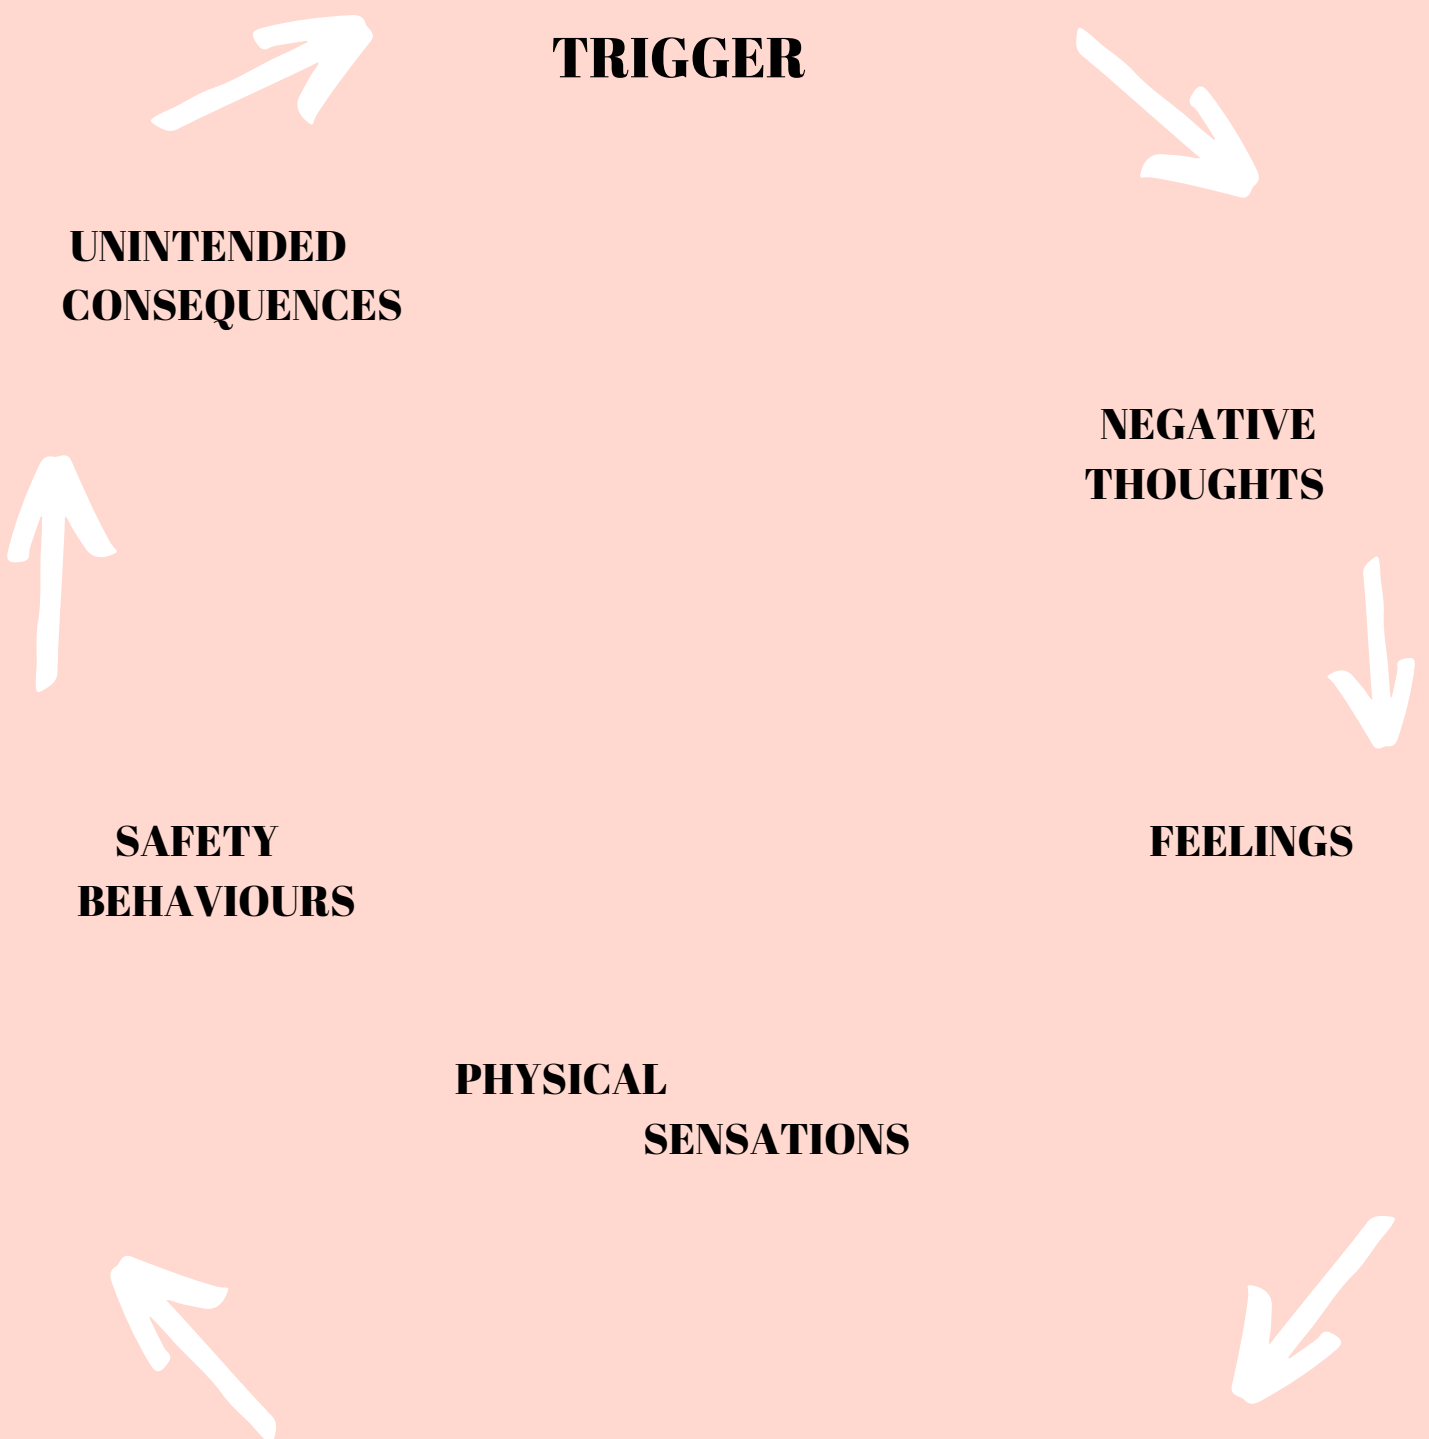 TRIGGER
UNINTENDED
CONSEQUENCES
NEGATIVE
THOUGHTS
SAFETY
BEHAVIOURS
FEELINGS
PHYSICAL
SENSATIONS